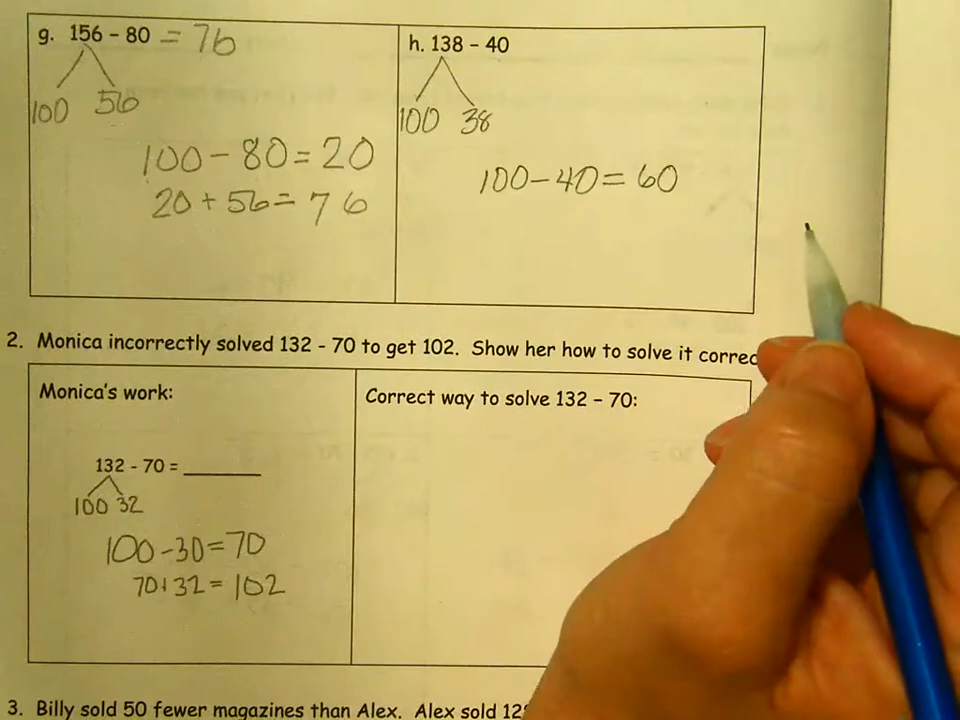 g. 156 - 80 = 76
100 56
100 - 80 = 20
20 + 56 = 76
h. 138 - 40
100 38
100 - 40 = 60
2. Monica incorrectly solved 132 - 70 to get 102. Show her how to solve it
Monica's work:
132 - 70 = ________
100 32
100 - 30 = 70
70 + 32 = 102
Correct way to solve 132 - 70:
3. Billy sold 50 fewer magazines than Alex. Alex sold